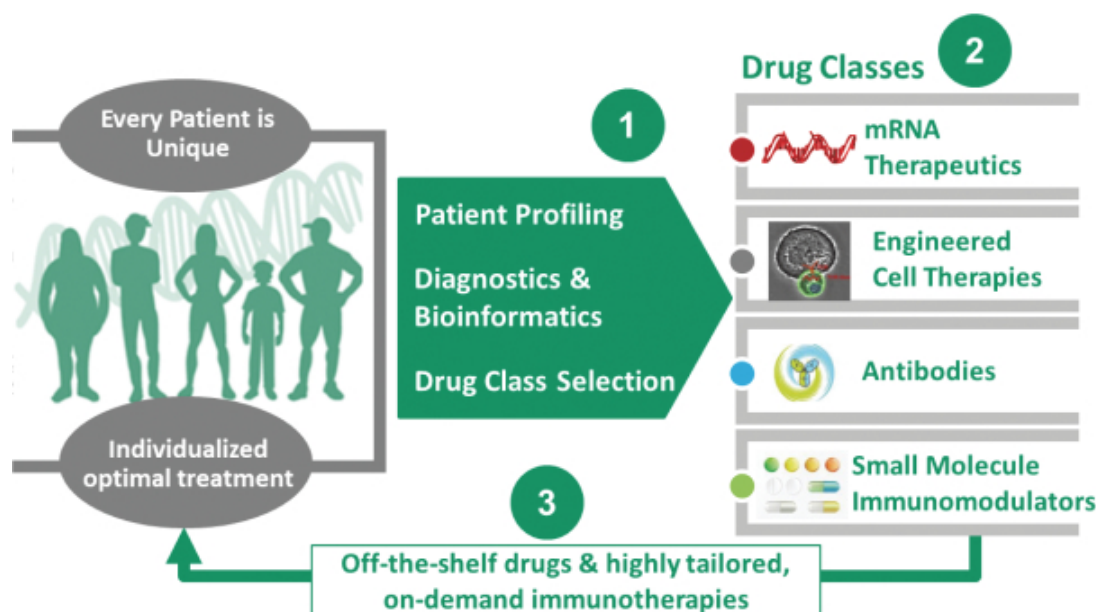 Every Patient is
Unique
Individualized
optimal treatment
1
Patient Profiling
Diagnostics &
Bioinformatics
Drug Class Selection
Drug Classes
2
mRNA
Therapeutics
Engineered
Cell Therapies
Antibodies
Small Molecule
Immunomodulators
3
Off-the-shelf drugs & highly tailored,
on-demand immunotherapies